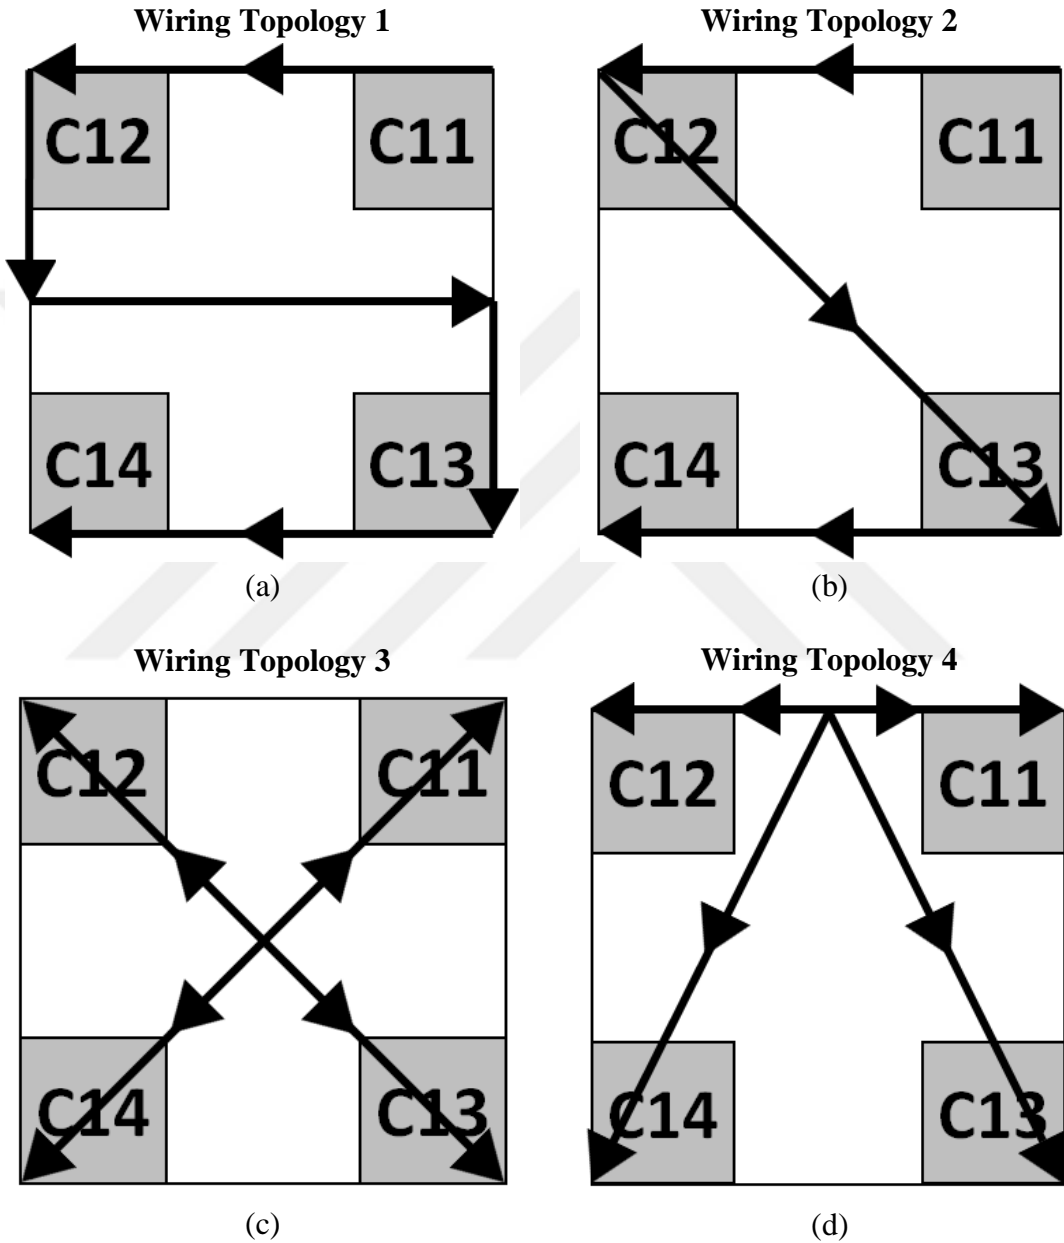 Wiring Topology 1
Wiring Topology 2
C12
C11
C12
C11
C14
C13
C14
C13
(a)
(b)
Wiring Topology 3
Wiring Topology 4
C12
C11
C12
C11
C14
C13
C14
C13
(c)
(d)